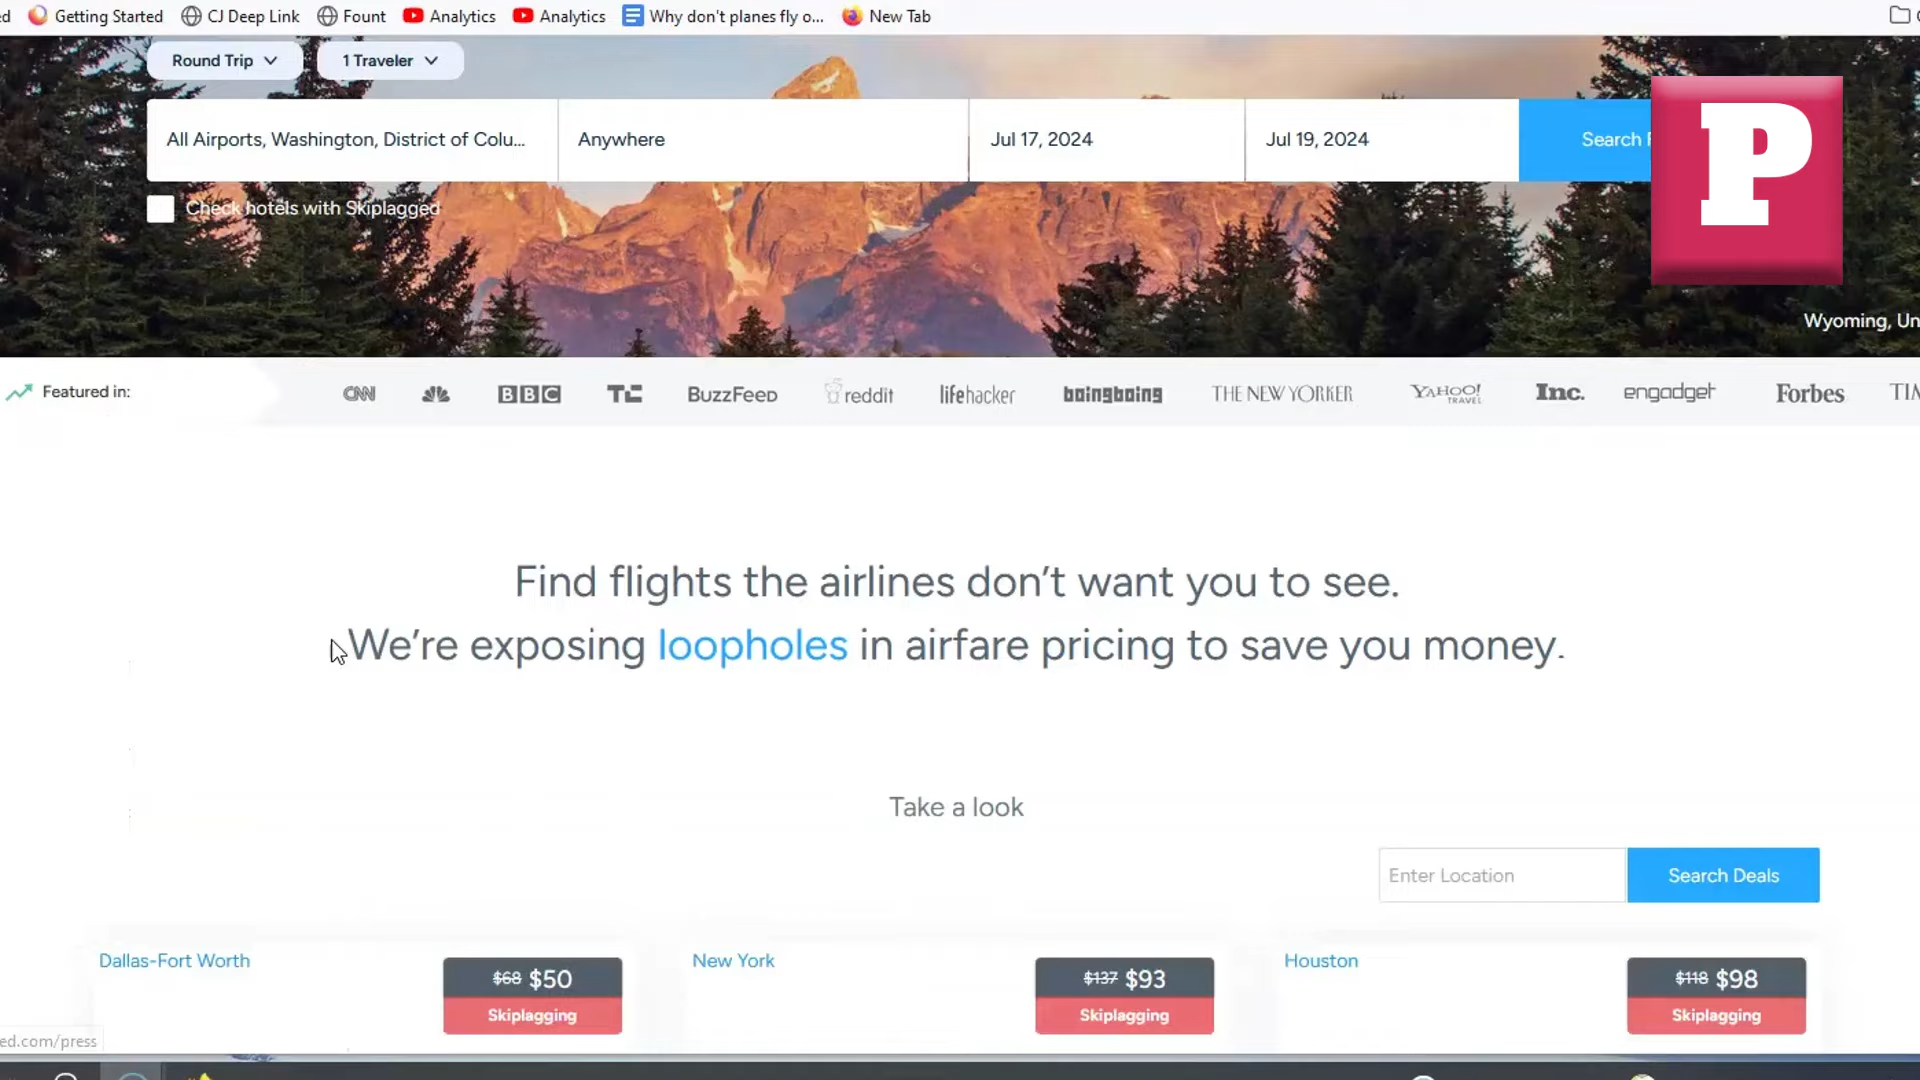 Getting Started CJ Deep Link Fount Analytics Analytics Why don't planes fly o... New Tab
Round Trip 1 Traveler
All Airports, Washington, District of Colu... Anywhere Jul 17, 2024 Jul 19, 2024 Search
P
Check hotels with Skiplagged
Wyoming, Un
Featured in: CNN BBC TC BuzzFeed reddit lifehacker boingboing THE NEW YORKER YAHOO! TRAVEL Inc. engadget Forbes TIM
Find flights the airlines don't want you to see.
We're exposing loopholes in airfare pricing to save you money.
Take a look
Enter Location Search Deals
Dallas-Fort Worth $68 $50 New York $137 $93 Houston $118 $98
Skiplagging Skiplagging Skiplagging
ed.com/press